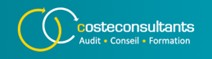 costeconsultants
Audit • Conseil • Formation